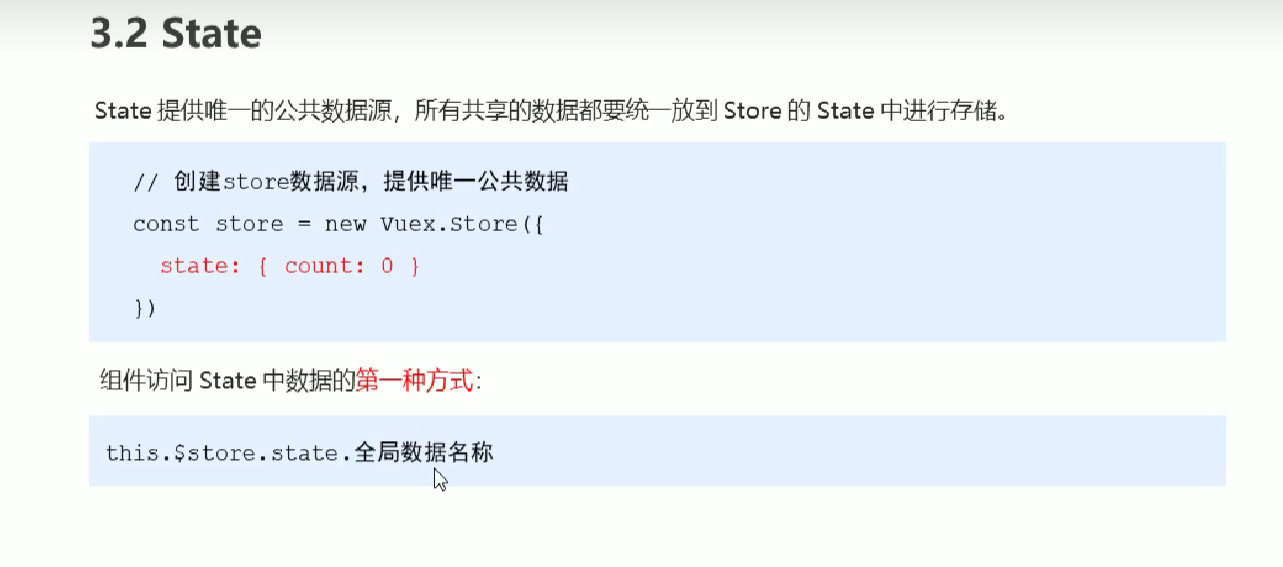 3.2 State
State 提供唯一的公共数据源，所有共享的数据都要统一放到 Store 的 State 中进行存储。
// 创建store数据源，提供唯一公共数据
const store = new Vuex.Store({
state: { count: 0 }
})
组件访问 State 中数据的第一种方式：
this.$store.state.全局数据名称